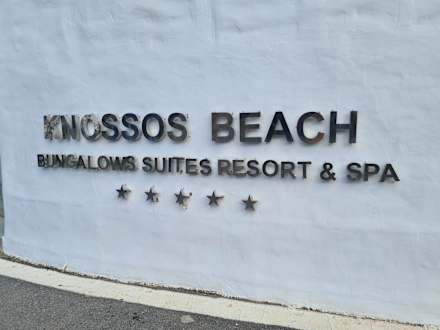 KNOSSOS BEACH
BUNGALOWS SUITES RESORT & SPA